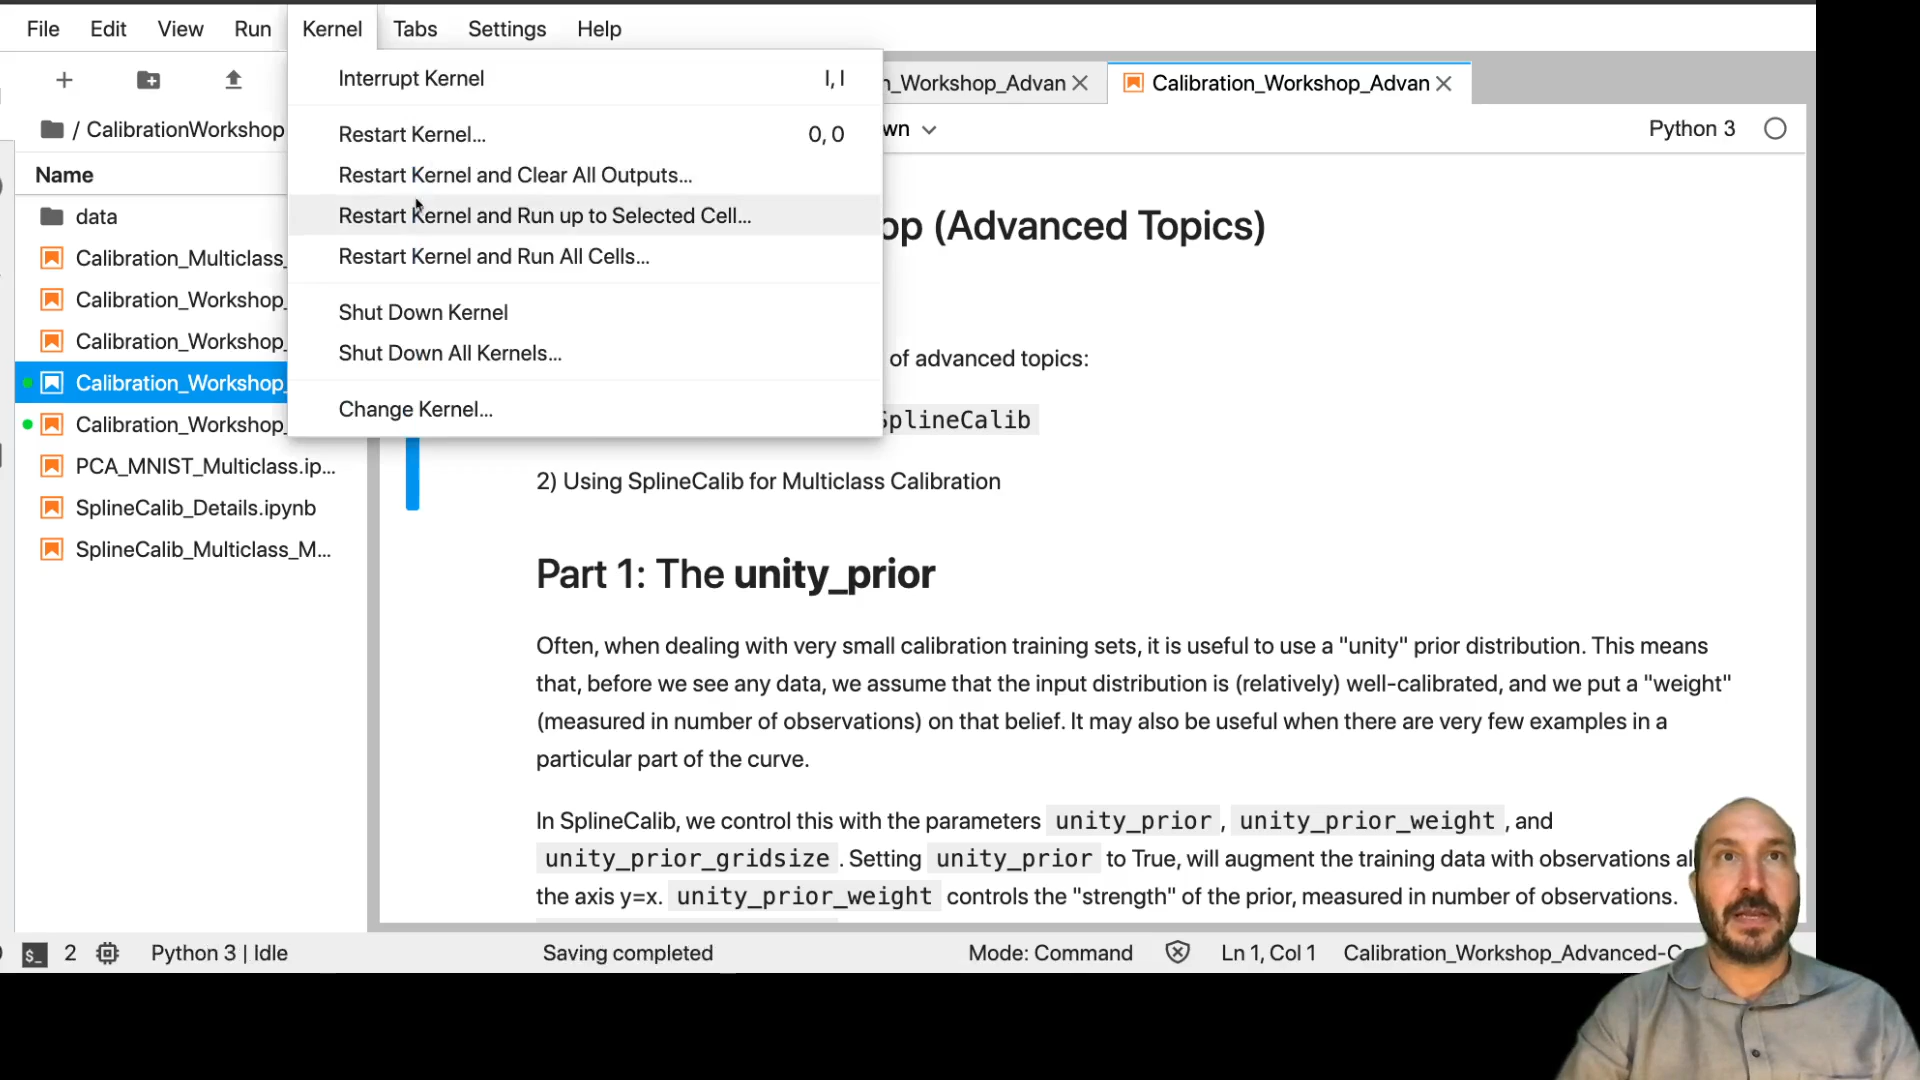 File Edit View Run Kernel Tabs Settings Help
Interrupt Kernel I, I
Restart Kernel... 0, 0
Restart Kernel and Clear All Outputs...
Restart Kernel and Run up to Selected Cell...
Restart Kernel and Run All Cells...
Shut Down Kernel
Shut Down All Kernels...
Change Kernel...
n_Workshop_Advan
Calibration_Workshop_Advan
/ CalibrationWorkshop
wn
Python 3
Name
data
Calibration_Multiclass_
Calibration_Workshop_
Calibration_Workshop_
Calibration_Workshop_
Calibration_Workshop_
PCA_MNIST_Multiclass.ip...
SplineCalib_Details.ipynb
SplineCalib_Multiclass_M...
op (Advanced Topics)
of advanced topics:
SplineCalib
2) Using SplineCalib for Multiclass Calibration
Part 1: The unity_prior
Often, when dealing with very small calibration training sets, it is useful to use a "unity" prior distribution. This means
that, before we see any data, we assume that the input distribution is (relatively) well-calibrated, and we put a "weight"
(measured in number of observations) on that belief. It may also be useful when there are very few examples in a
particular part of the curve.
In SplineCalib, we control this with the parameters unity_prior , unity_prior_weight , and
unity_prior_gridsize . Setting unity_prior to True, will augment the training data with observations al
the axis y=x. unity_prior_weight controls the "strength" of the prior, measured in number of observations.
$_ 2 Python 3 | Idle Saving completed Mode: Command Ln 1, Col 1 Calibration_Workshop_Advanced-C